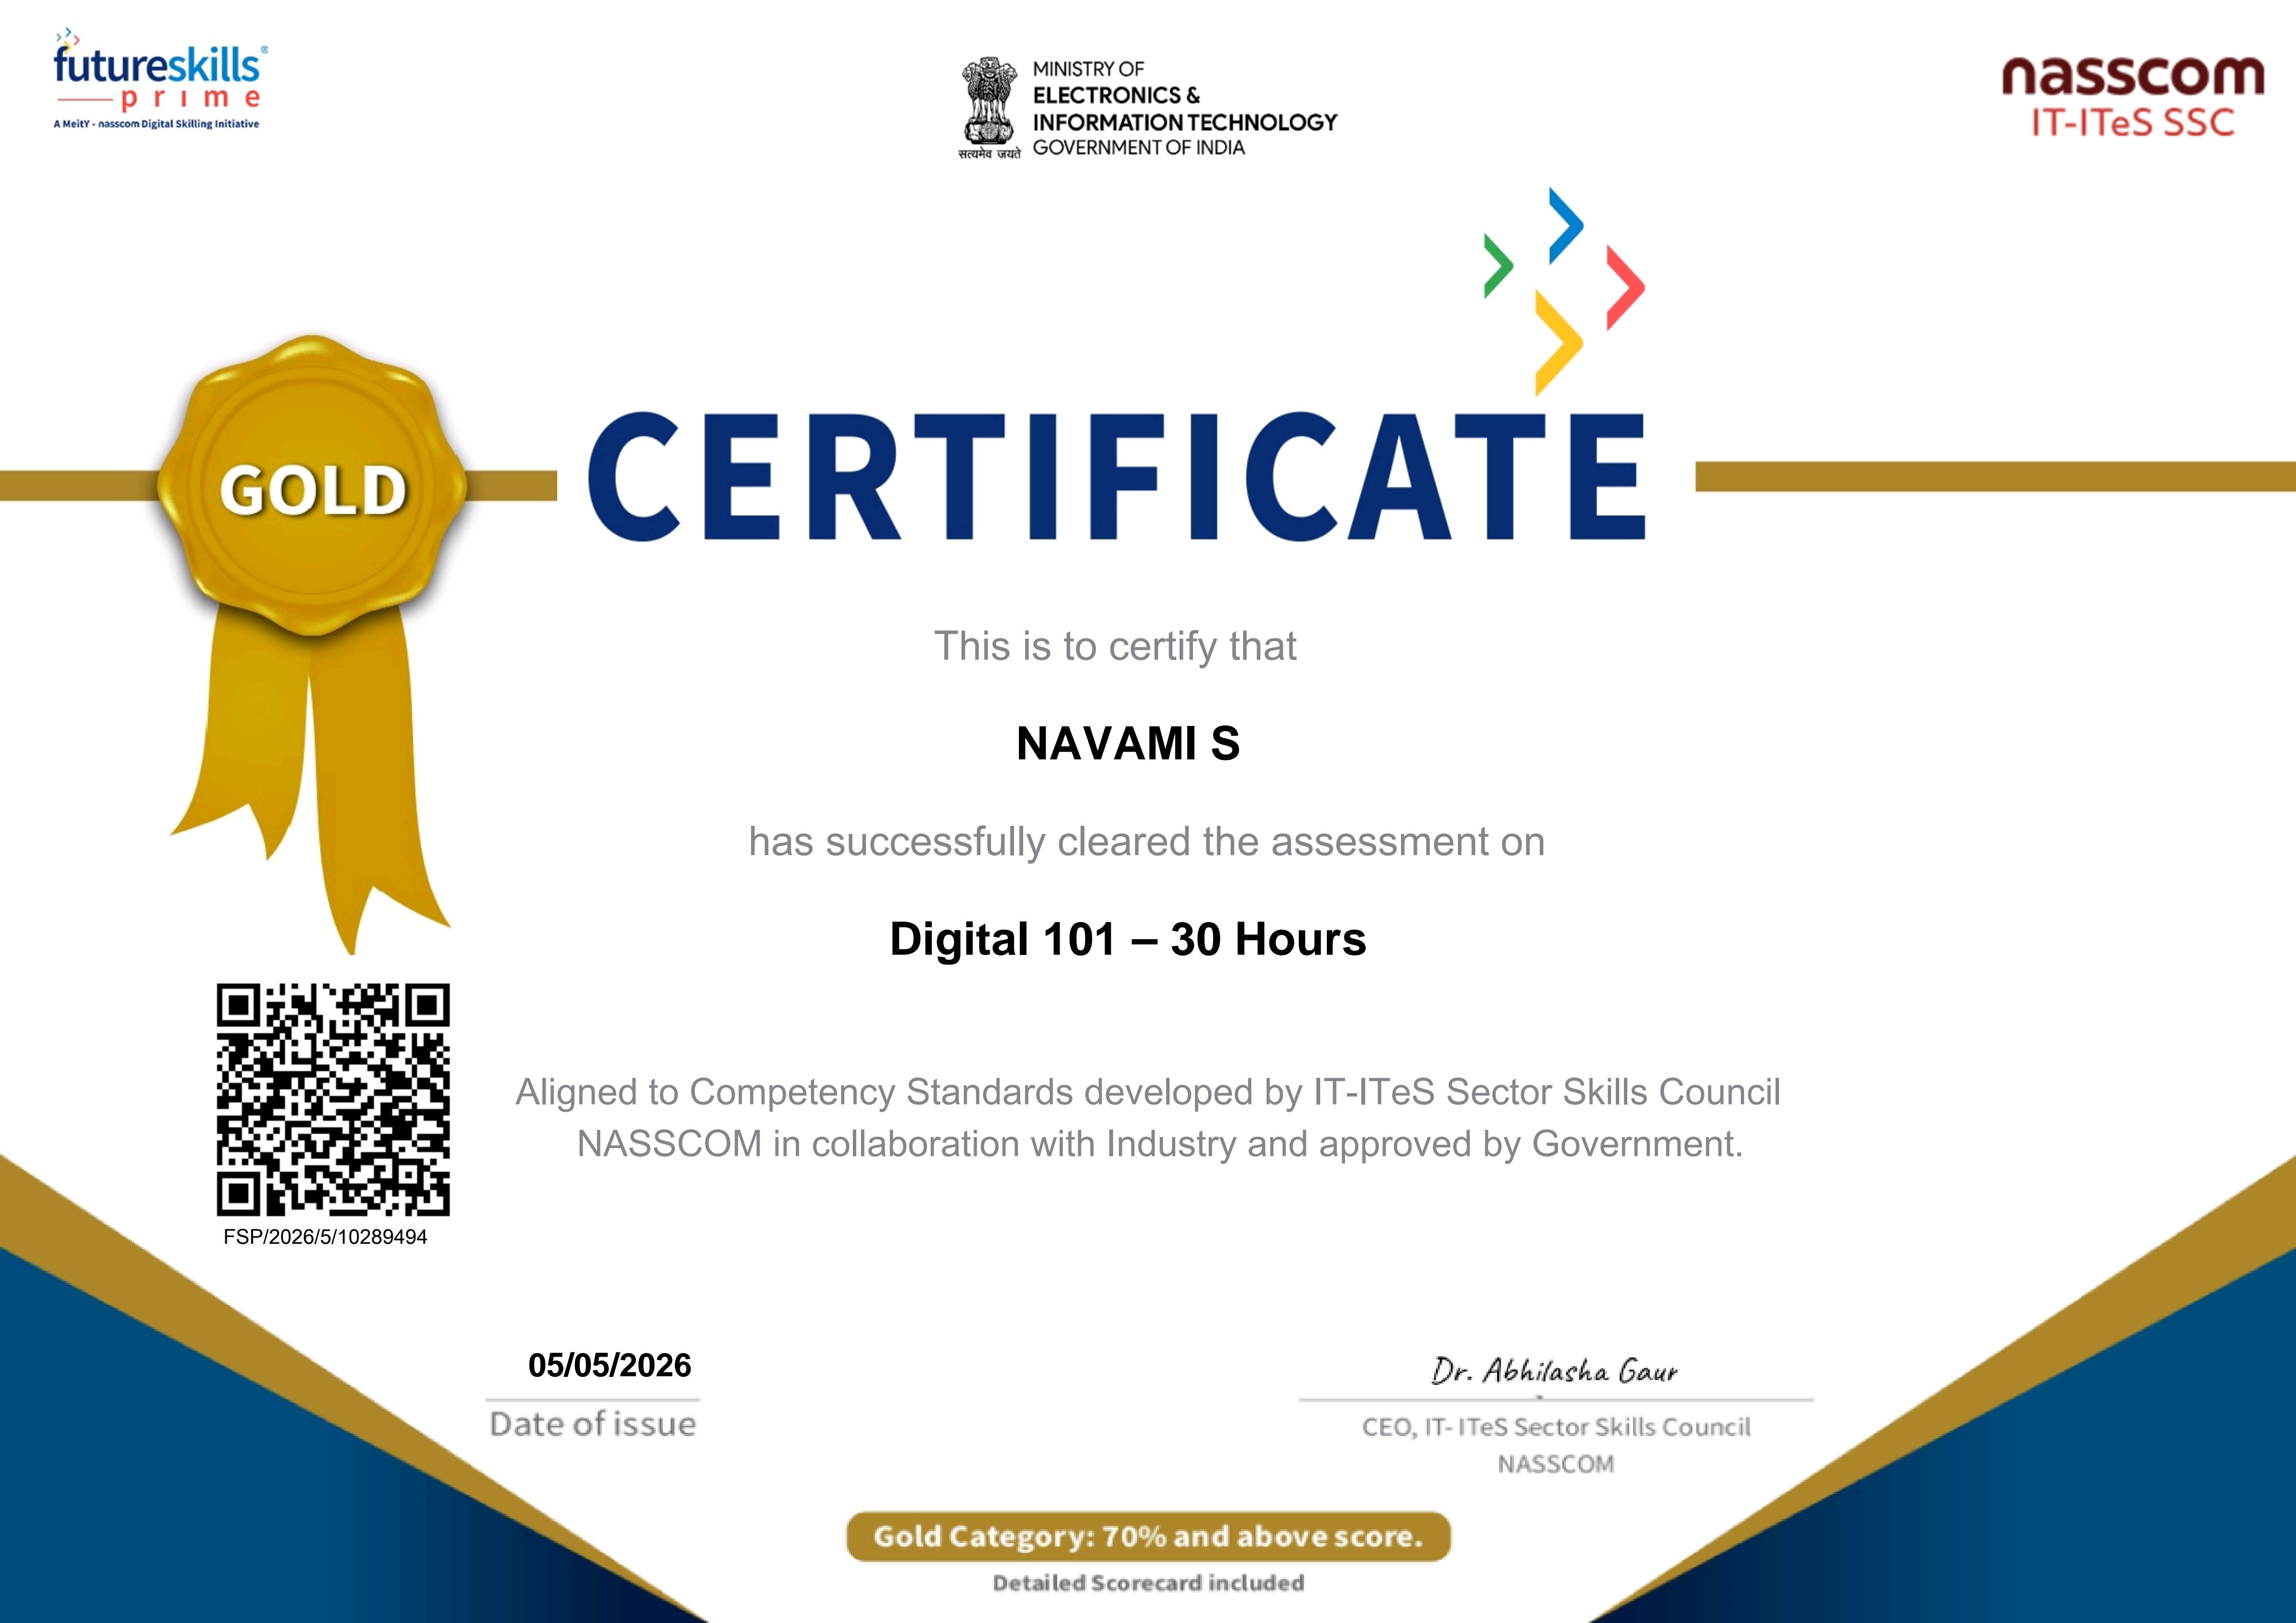 futureskills®
prime
A MeitY - nasscom Digital Skilling Initiative
MINISTRY OF
ELECTRONICS &
INFORMATION TECHNOLOGY
GOVERNMENT OF INDIA
सत्यमेव जयते
nasscom
IT-ITeS SSC
GOLD
CERTIFICATE
This is to certify that
NAVAMI S
has successfully cleared the assessment on
Digital 101 – 30 Hours
Aligned to Competency Standards developed by IT-ITeS Sector Skills Council
NASSCOM in collaboration with Industry and approved by Government.
FSP/2026/5/10289494
05/05/2026
Date of issue
Dr. Abhilasha Gaur
CEO, IT- ITeS Sector Skills Council
NASSCOM
Gold Category: 70% and above score.
Detailed Scorecard included